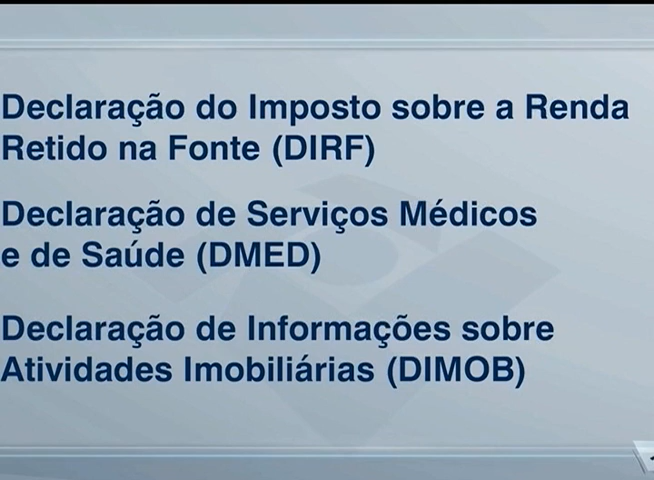 Declaração do Imposto sobre a Renda
Retido na Fonte (DIRF)
Declaração de Serviços Médicos
e de Saúde (DMED)
Declaração de Informações sobre
Atividades Imobiliárias (DIMOB)